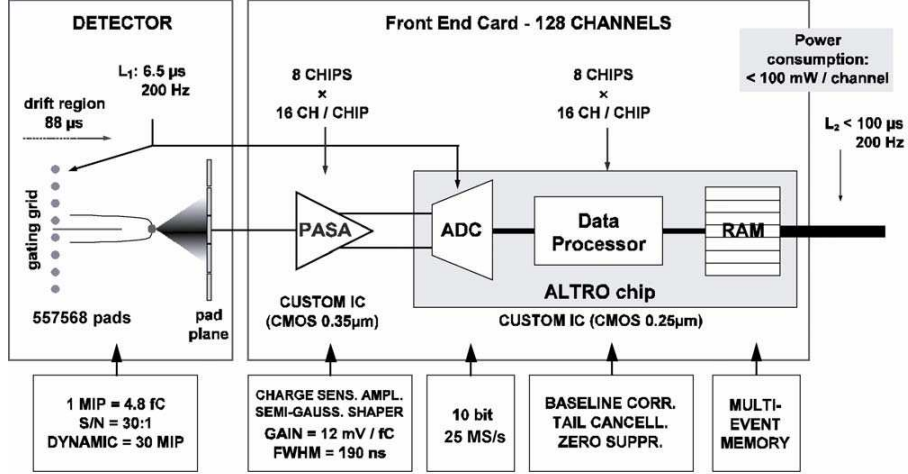 DETECTOR
Front End Card - 128 CHANNELS
L₁: 6.5 µs
200 Hz
drift region
88 µs
8 CHIPS
×
16 CH / CHIP
8 CHIPS
×
16 CH / CHIP
Power
consumption:
< 100 mW / channel
L₂ < 100 µs
200 Hz
gating grid
PASA
ADC
Data
Processor
RAM
ALTRO chip
557568 pads
pad
plane
CUSTOM IC
(CMOS 0.35µm)
CUSTOM IC (CMOS 0.25µm)
1 MIP = 4.8 fC
S/N = 30:1
DYNAMIC = 30 MIP
CHARGE SENS. AMPL.
SEMI-GAUSS. SHAPER
GAIN = 12 mV / fC
FWHM = 190 ns
10 bit
25 MS/s
BASELINE CORR.
TAIL CANCELL.
ZERO SUPPR.
MULTI-
EVENT
MEMORY